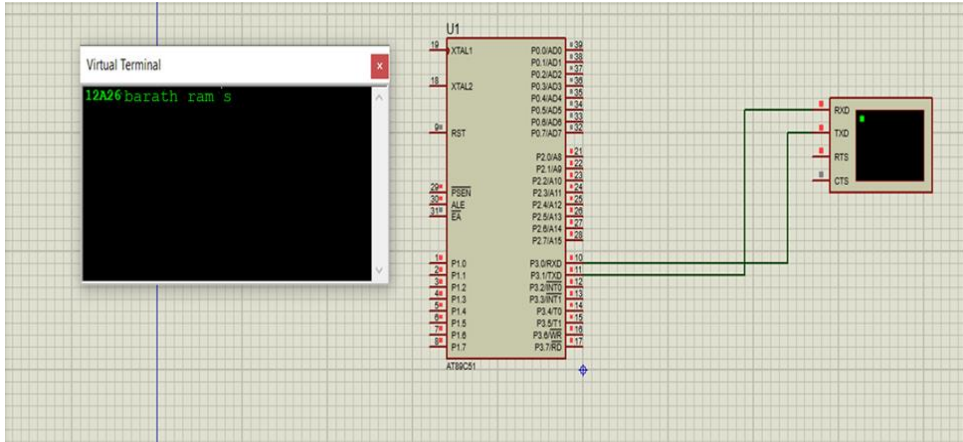 U1
Virtual Terminal
x
12A26 barath ram s
19 XTAL1
18 XTAL2
9 RST
29 PSEN
30 ALE
31 EA
1 P1.0
2 P1.1
3 P1.2
4 P1.3
5 P1.4
6 P1.5
7 P1.6
8 P1.7
P0.0/AD0 39
P0.1/AD1 38
P0.2/AD2 37
P0.3/AD3 36
P0.4/AD4 35
P0.5/AD5 34
P0.6/AD6 33
P0.7/AD7 32
P2.0/A8 21
P2.1/A9 22
P2.2/A10 23
P2.3/A11 24
P2.4/A12 25
P2.5/A13 26
P2.6/A14 27
P2.7/A15 28
P3.0/RXD 10
P3.1/TXD 11
P3.2/INT0 12
P3.3/INT1 13
P3.4/T0 14
P3.5/T1 15
P3.6/WR 16
P3.7/RD 17
AT89C51
RXD
TXD
RTS
CTS